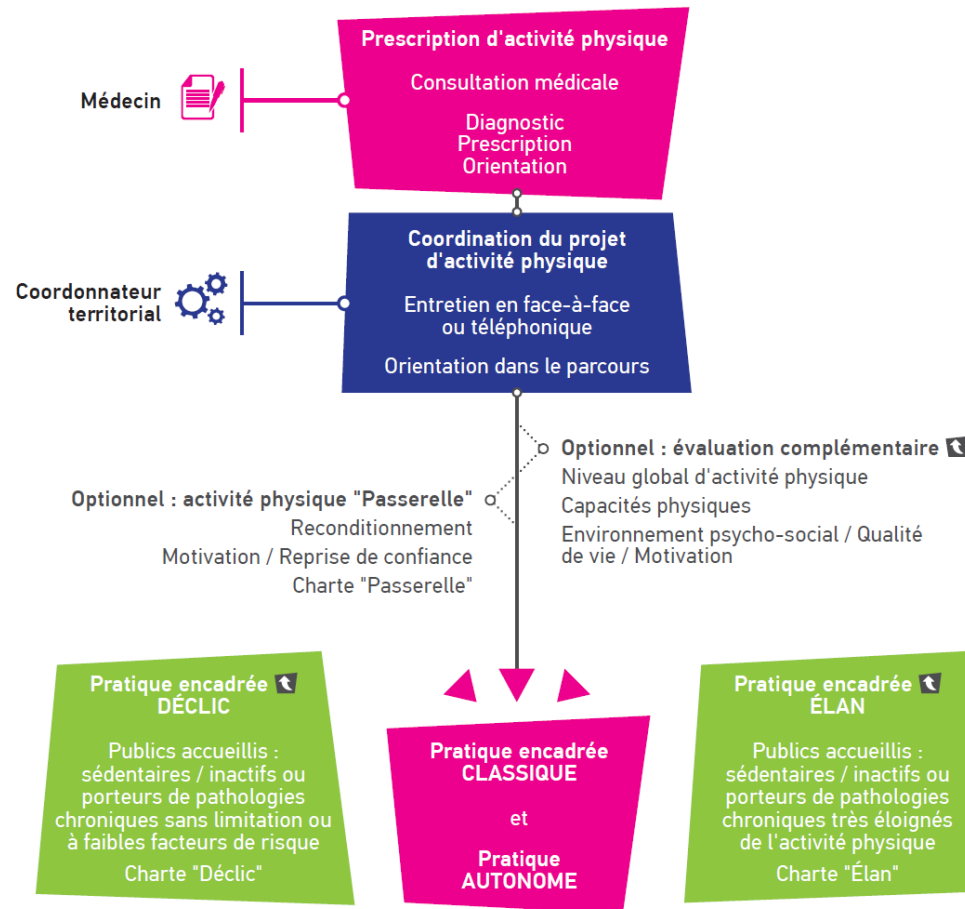 Prescription d'activité physique
Consultation médicale
Diagnostic
Prescription
Orientation
Médecin
Coordination du projet
d'activité physique
Entretien en face-à-face
ou téléphonique
Orientation dans le parcours
Coordonnateur
territorial
Optionnel : évaluation complémentaire
Niveau global d'activité physique
Capacités physiques
Environnement psycho-social / Qualité
de vie / Motivation
Optionnel : activité physique "Passerelle"
Reconditionnement
Motivation / Reprise de confiance
Charte "Passerelle"
Pratique encadrée
DÉCLIC
Publics accueillis :
sédentaires / inactifs ou
porteurs de pathologies
chroniques sans limitation ou
à faibles facteurs de risque
Charte "Déclic"
Pratique encadrée
CLASSIQUE
et
Pratique
AUTONOME
Pratique encadrée
ÉLAN
Publics accueillis :
sédentaires / inactifs ou
porteurs de pathologies
chroniques très éloignés
de l'activité physique
Charte "Élan"